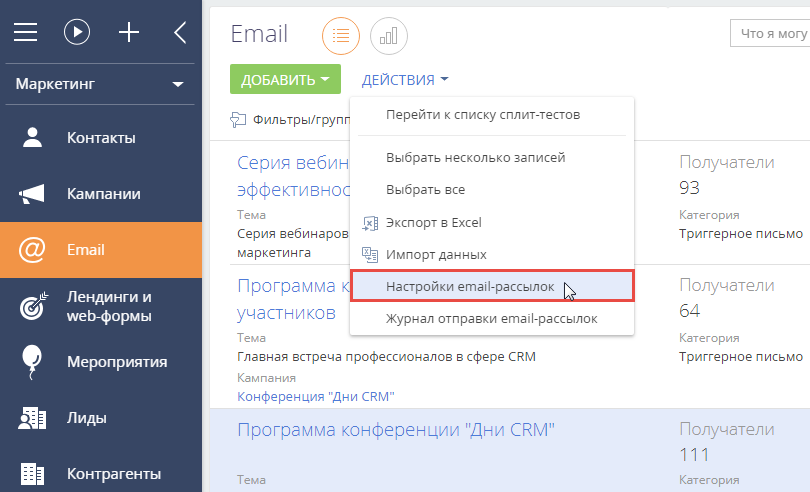 Маркетинг
Контакты
Кампании
Email
Лендинги и
web-формы
Мероприятия
Лиды
Контрагенты
Email
Что я могу
ДОБАВИТЬ
ДЕЙСТВИЯ
Фильтры/групп
Перейти к списку сплит-тестов
Выбрать несколько записей
Выбрать все
Экспорт в Excel
Импорт данных
Настройки email-рассылок
Журнал отправки email-рассылок
Серия вебин
эффективнос
Тема
Серия вебинаров
маркетинга
Получатели
93
Категория
Триггерное письмо
Программа к
участников
Тема
Главная встреча профессионалов в сфере CRM
Кампания
Конференция "Дни CRM"
Получатели
64
Категория
Триггерное письмо
Программа конференции "Дни CRM"
Тема
Получатели
111
Категория